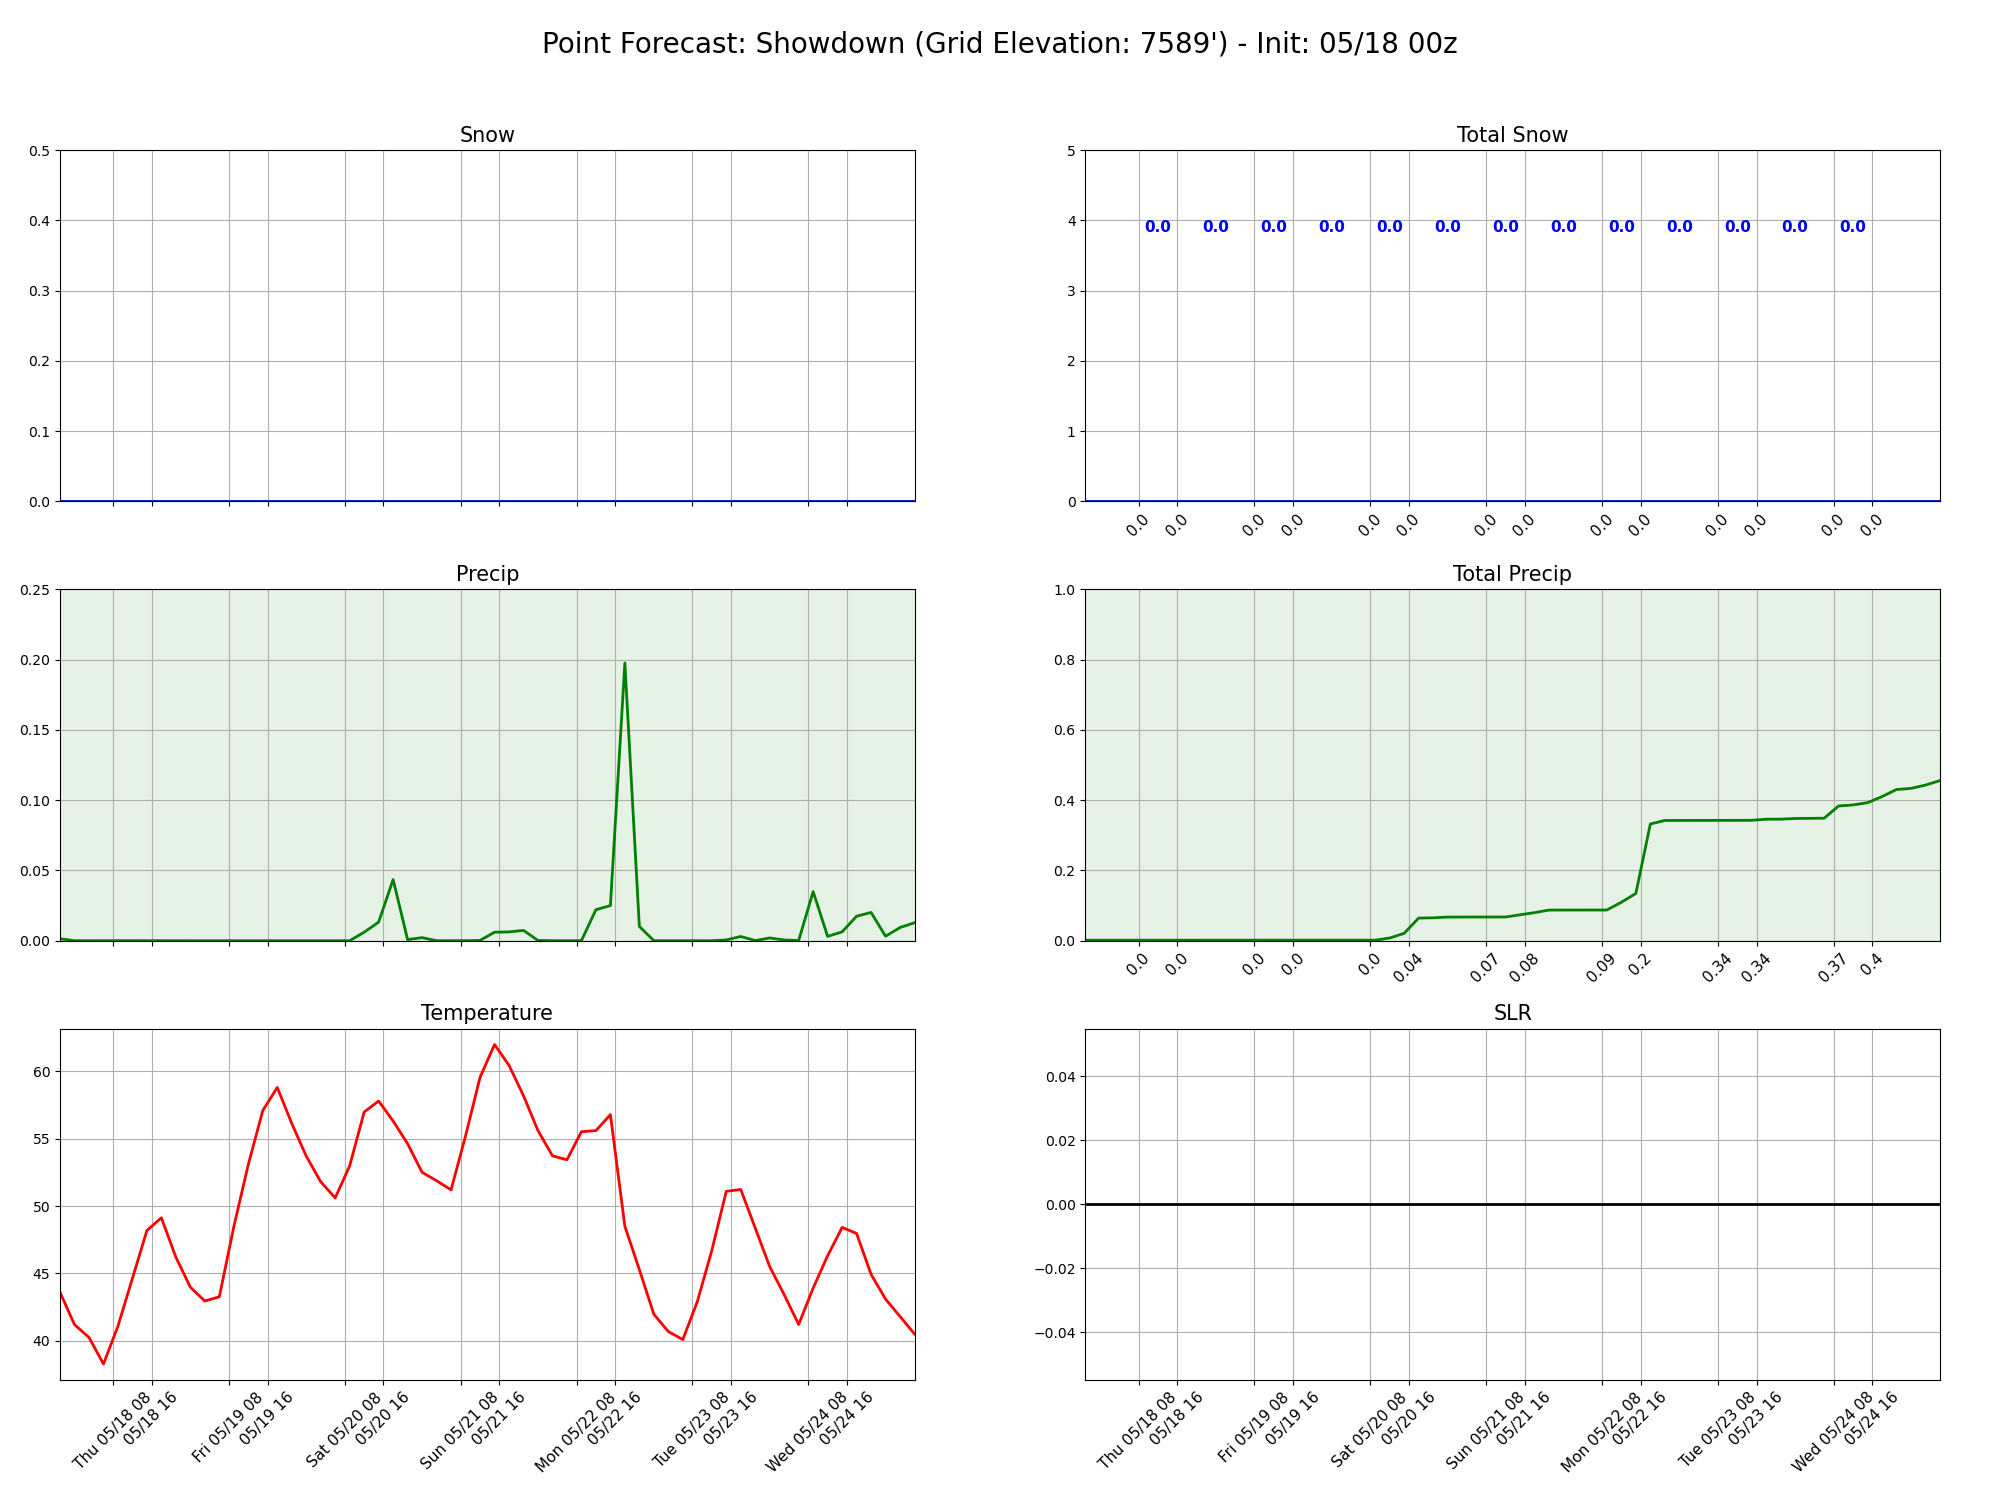 Point Forecast: Showdown (Grid Elevation: 7589') - Init: 05/18 00z
Snow
0.5
0.4
0.3
0.2
0.1
0.0
Total Snow
5
4
3
2
1
0
0.0 0.0 0.0 0.0 0.0 0.0 0.0 0.0 0.0 0.0 0.0 0.0 0.0
0.0 0.0 0.0 0.0 0.0 0.0 0.0 0.0 0.0 0.0 0.0 0.0 0.0 0.0
Precip
0.25
0.20
0.15
0.10
0.05
0.00
Total Precip
1.0
0.8
0.6
0.4
0.2
0.0
0.0 0.0 0.0 0.0 0.0 0.04 0.07 0.08 0.09 0.2 0.34 0.34 0.37 0.4
Temperature
60
55
50
45
40
Thu 05/18 08
05/18 16
Fri 05/19 08
05/19 16
Sat 05/20 08
05/20 16
Sun 05/21 08
05/21 16
Mon 05/22 08
05/22 16
Tue 05/23 08
05/23 16
Wed 05/24 08
05/24 16
SLR
0.04
0.02
0.00
−0.02
−0.04
Thu 05/18 08
05/18 16
Fri 05/19 08
05/19 16
Sat 05/20 08
05/20 16
Sun 05/21 08
05/21 16
Mon 05/22 08
05/22 16
Tue 05/23 08
05/23 16
Wed 05/24 08
05/24 16